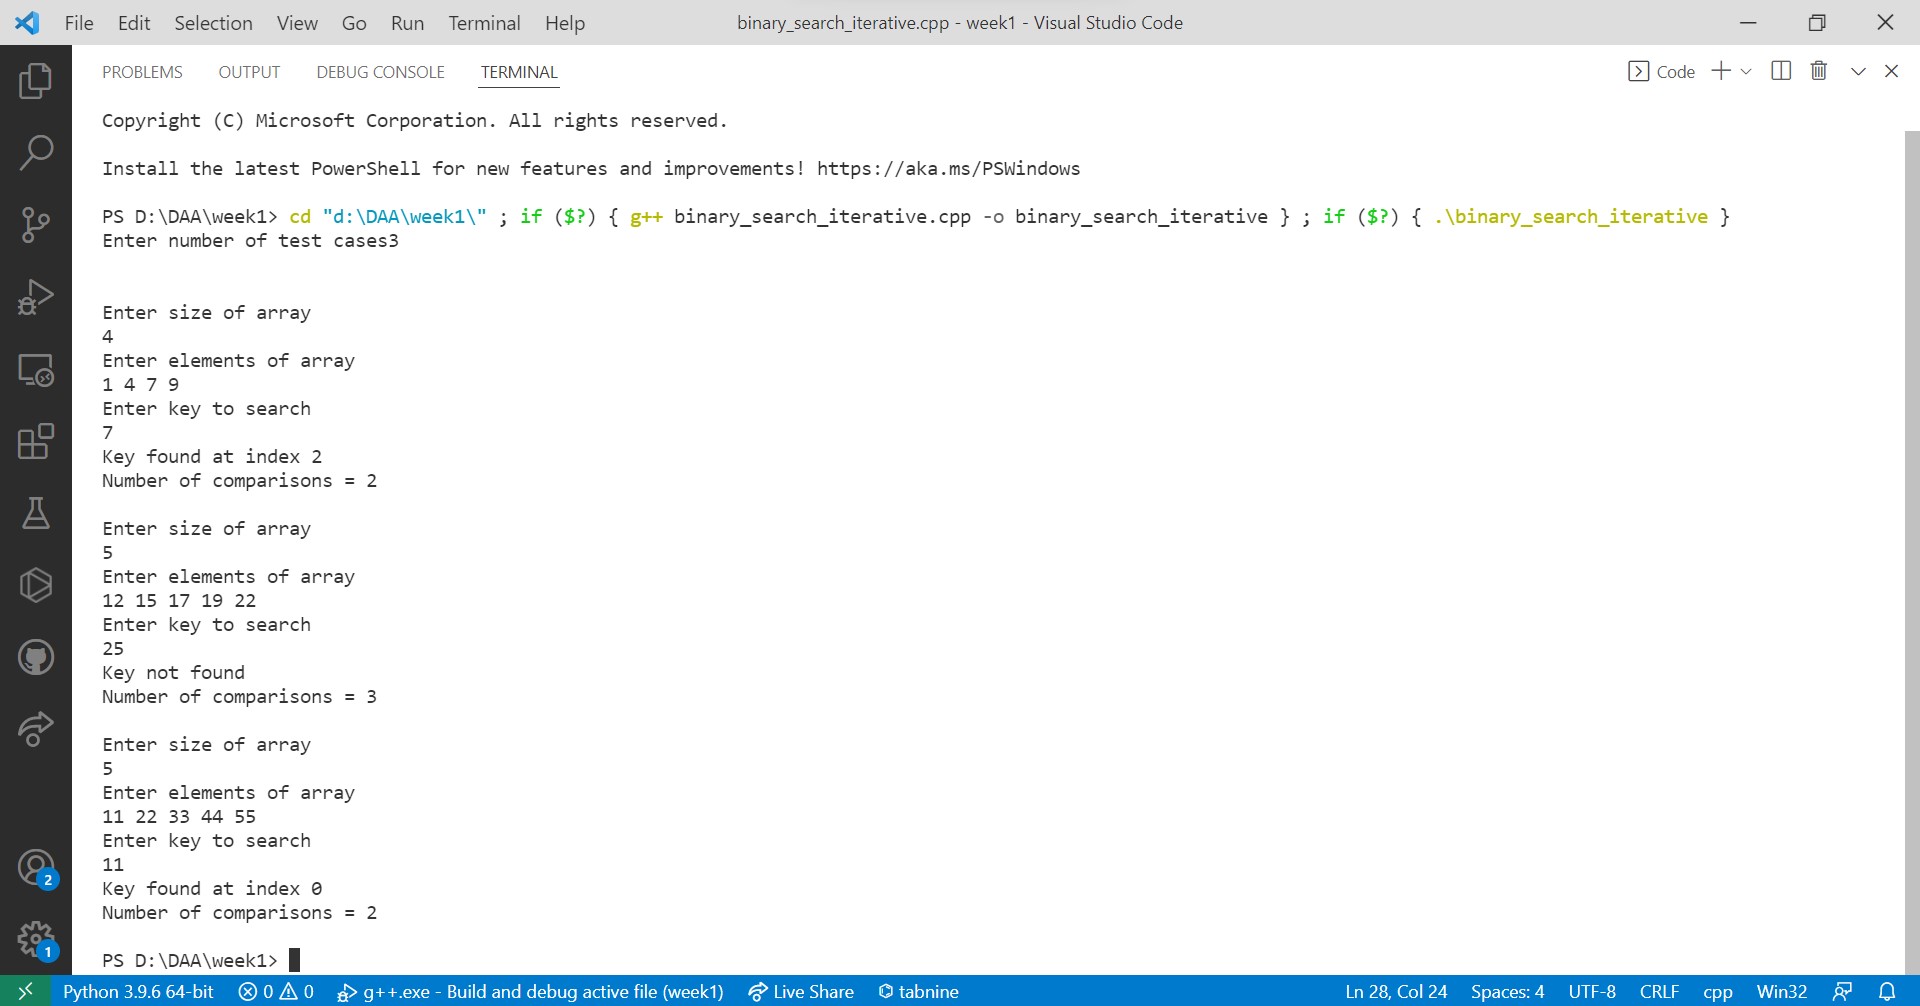 File Edit Selection View Go Run Terminal Help binary_search_iterative.cpp - week1 - Visual Studio Code
PROBLEMS OUTPUT DEBUG CONSOLE TERMINAL Code
Copyright (C) Microsoft Corporation. All rights reserved.
Install the latest PowerShell for new features and improvements! https://aka.ms/PSWindows
PS D:\DAA\week1> cd "d:\DAA\week1\" ; if ($?) { g++ binary_search_iterative.cpp -o binary_search_iterative } ; if ($?) { .\binary_search_iterative }
Enter number of test cases3
Enter size of array
4
Enter elements of array
1 4 7 9
Enter key to search
7
Key found at index 2
Number of comparisons = 2
Enter size of array
5
Enter elements of array
12 15 17 19 22
Enter key to search
25
Key not found
Number of comparisons = 3
Enter size of array
5
Enter elements of array
11 22 33 44 55
Enter key to search
11
Key found at index 0
Number of comparisons = 2
PS D:\DAA\week1>
2
1
Python 3.9.6 64-bit 0 0 g++.exe - Build and debug active file (week1) Live Share tabnine Ln 28, Col 24 Spaces: 4 UTF-8 CRLF cpp Win32